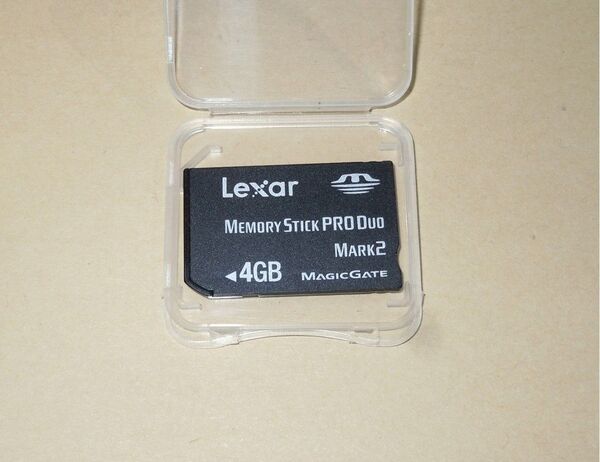 Lexar
MEMORY STICK PRO DUO
MARK2
◄4GB MAGICGATE